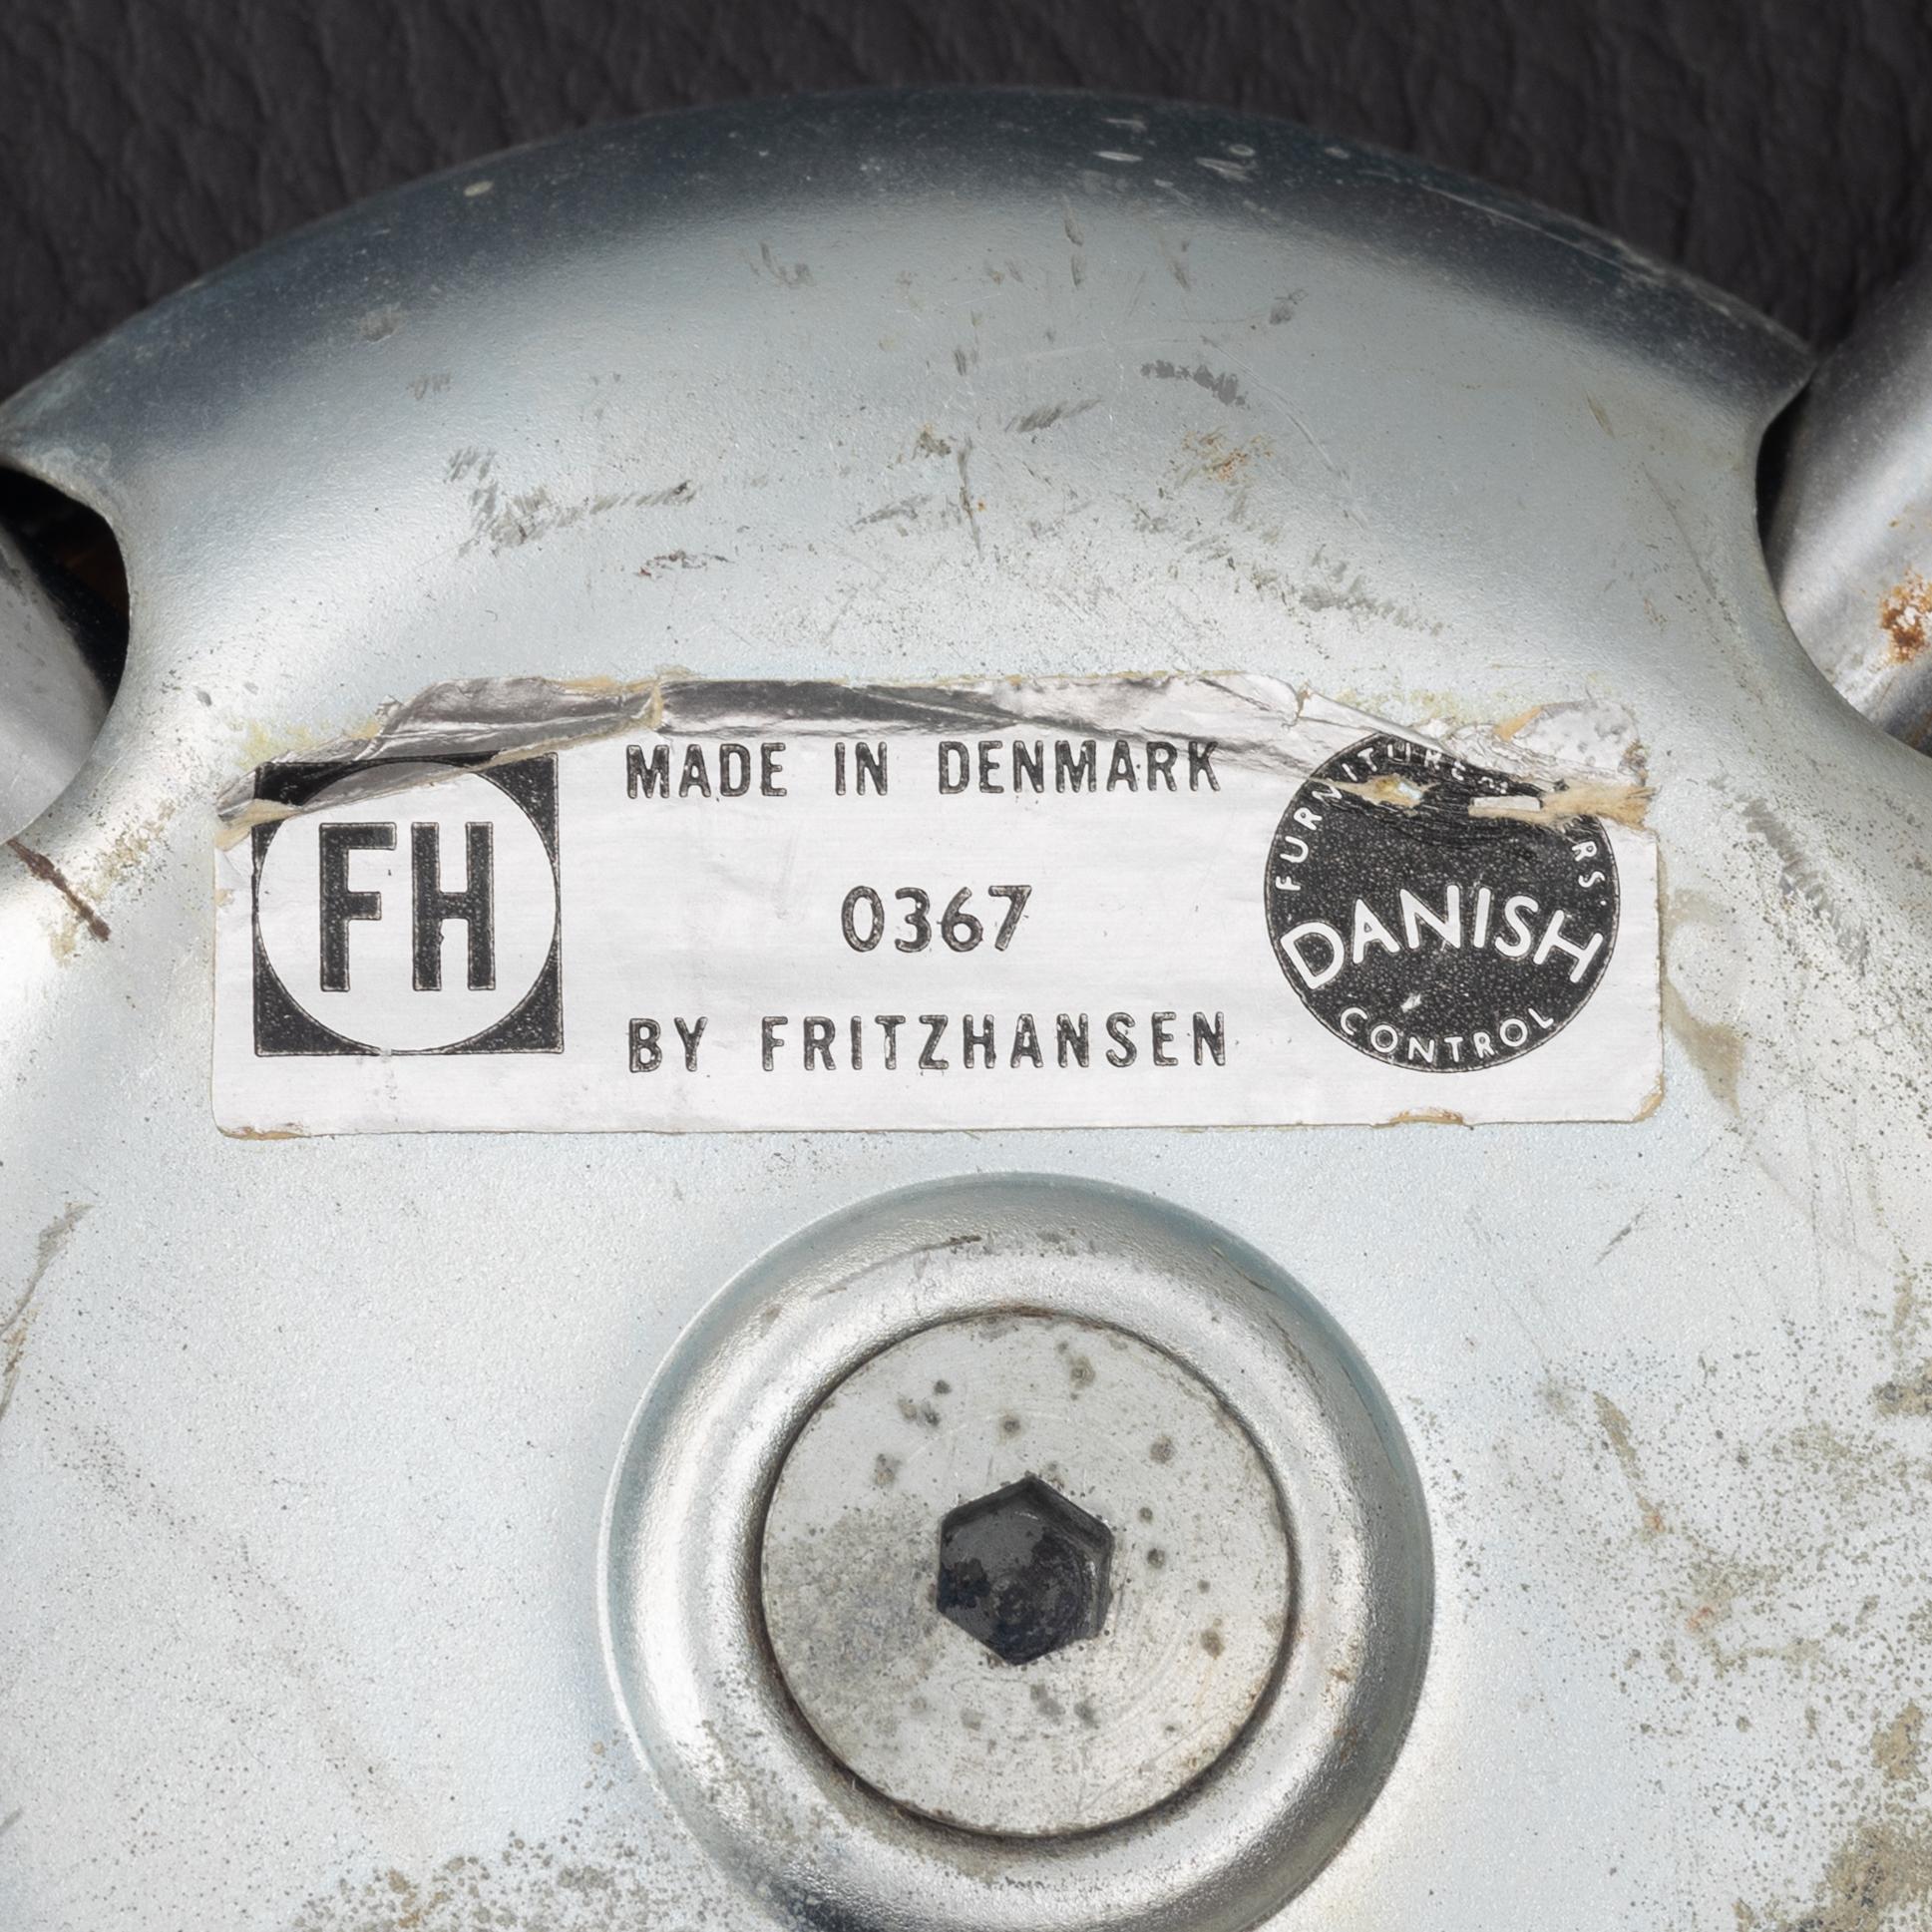 FH
MADE IN DENMARK
0367
BY FRITZHANSEN
DANISH
CONTROL